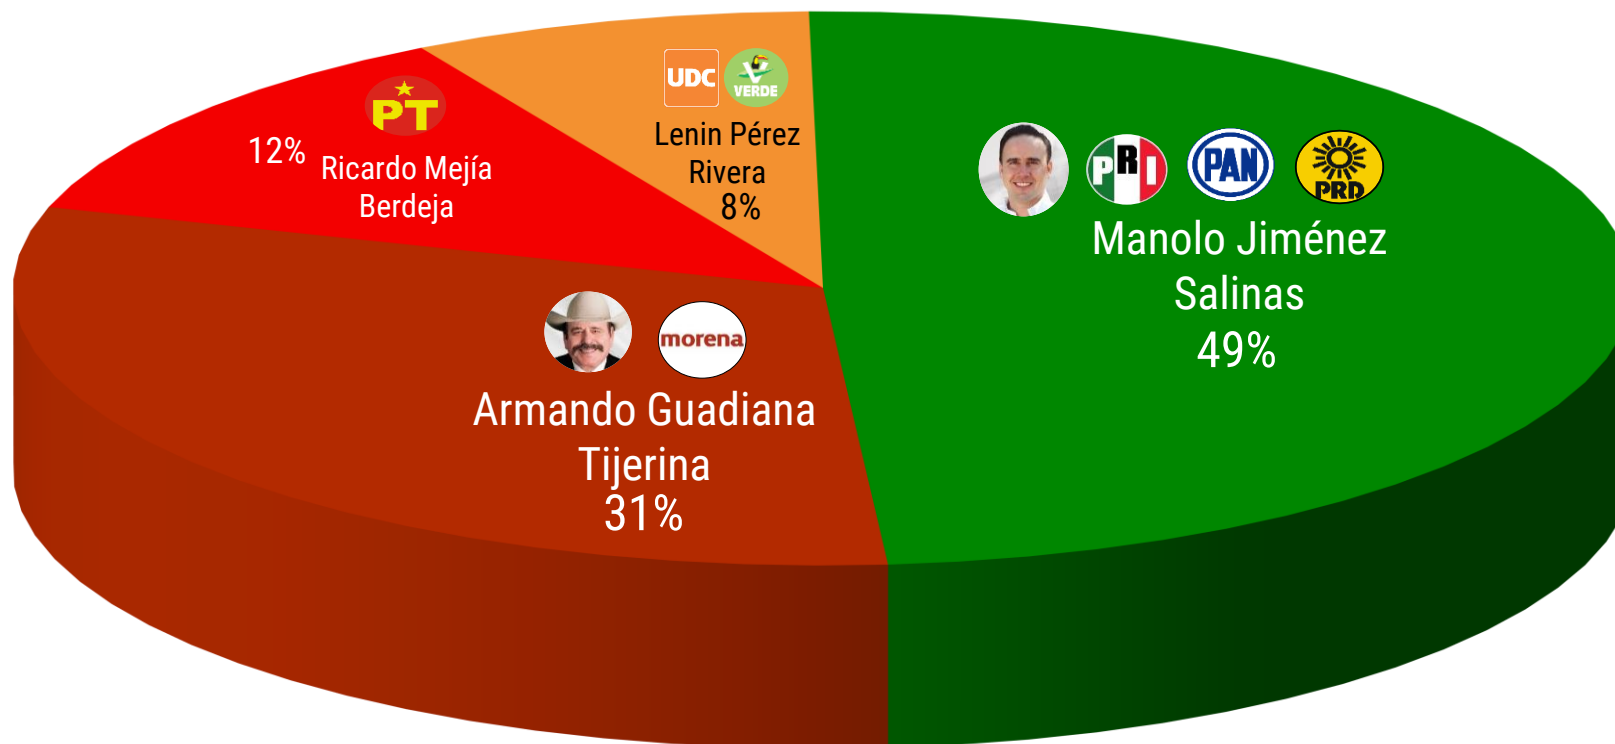 UDC
VERDE
Lenin Pérez
Rivera
8%
PT
12%
Ricardo Mejía
Berdeja
PRI
PAN
PRD
Manolo Jiménez
Salinas
49%
morena
Armando Guadiana
Tijerina
31%